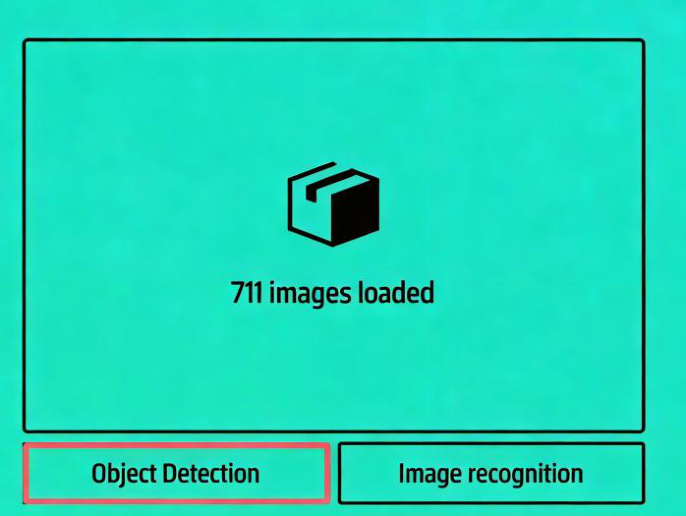 711 images loaded
Object Detection
Image recognition